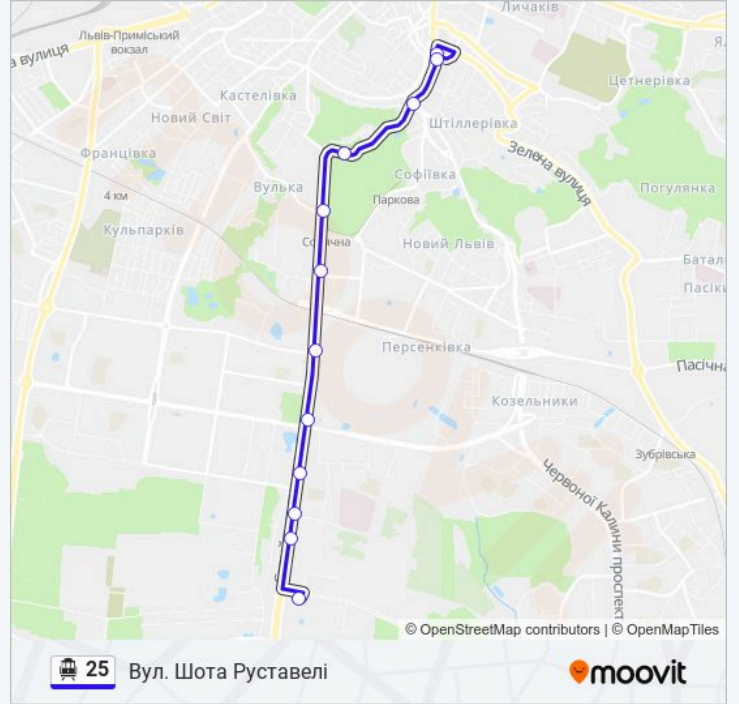 Личаків
Львів-Приміський
вокзал
а вулиця
Цетнерівка
Кастелівка
Новий Світ
Штіллерівка
Францівка
Зелена вулиця
Софіївка
Вулька
Погулянка
4 км
Паркова
Кульпарків
Новий Львів
Батал
Пасіки
Персенківка
Пасічна
Козельники
Зубрівська
Червоної Калини проспект
© OpenStreetMap contributors | © OpenMapTiles
25 Вул. Шота Руставелі
moovit